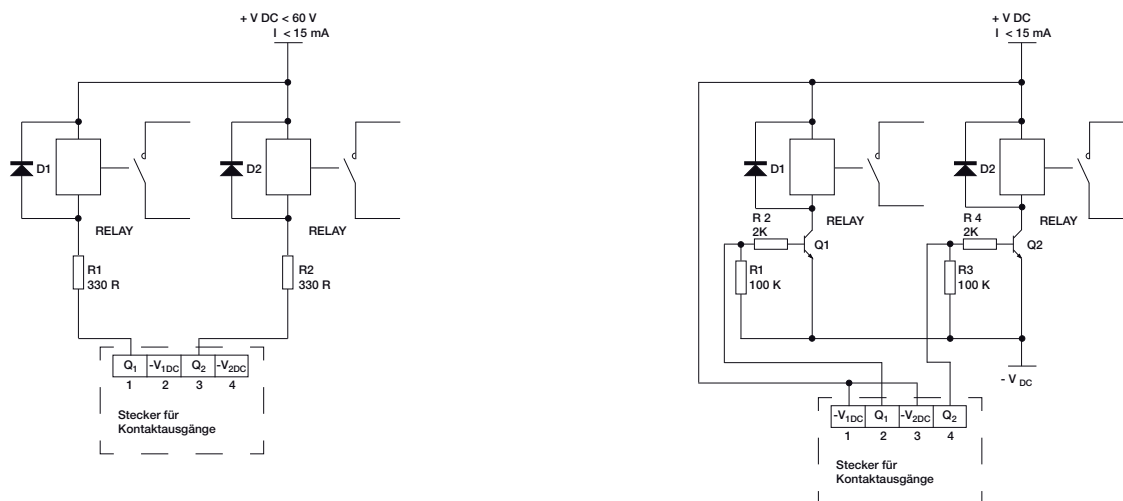 + V DC < 60 V
I < 15 mA
D1
D2
RELAY
RELAY
R1
330 R
R2
330 R
Q1 -V1DC Q2 -V2DC
1 2 3 4
Stecker für
Kontaktausgänge
+ V DC
I < 15 mA
D1
D2
RELAY
RELAY
R 2
2K
Q1
R 4
2K
Q2
R1
100 K
R3
100 K
- V DC
-V1DC Q1 -V2DC Q2
1 2 3 4
Stecker für
Kontaktausgänge